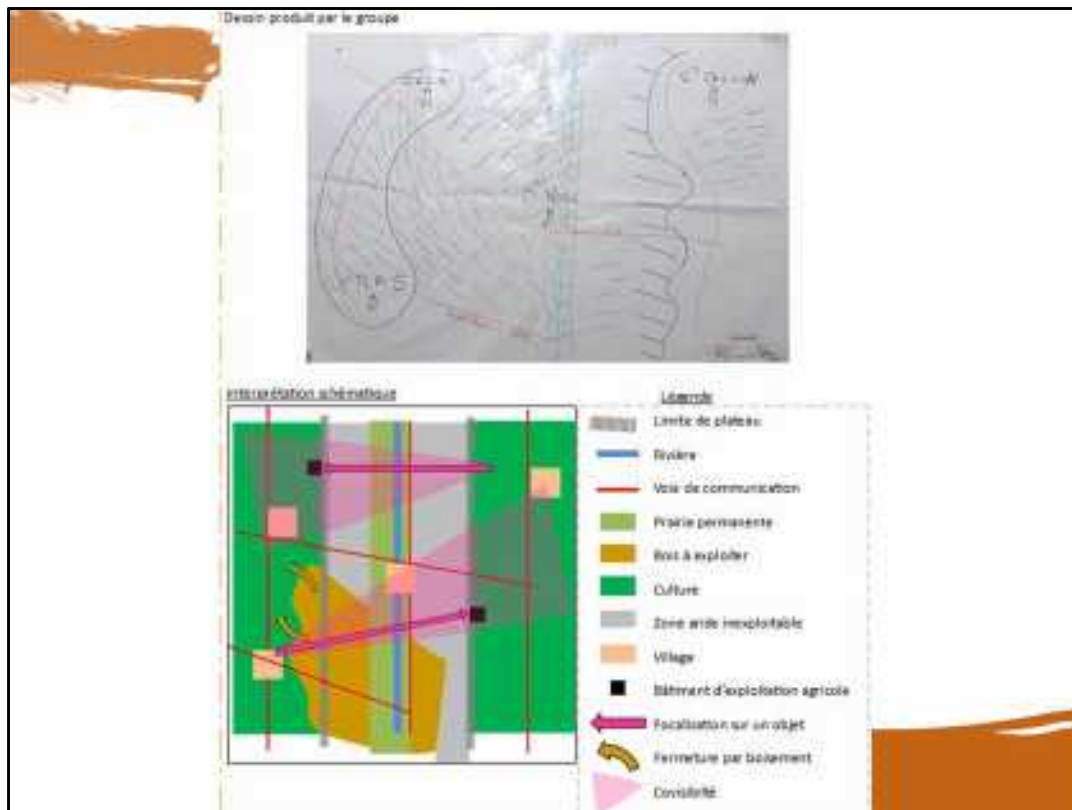 Dessin produit par le groupe
Interprétation schématique
Légende
Limite de plateau
Rivière
Voie de communication
Prairie permanente
Bois à exploiter
Culture
Zone aride inexploitable
Village
Bâtiment d'exploitation agricole
Focalisation sur un objet
Fermeture par boisement
Covisibilité